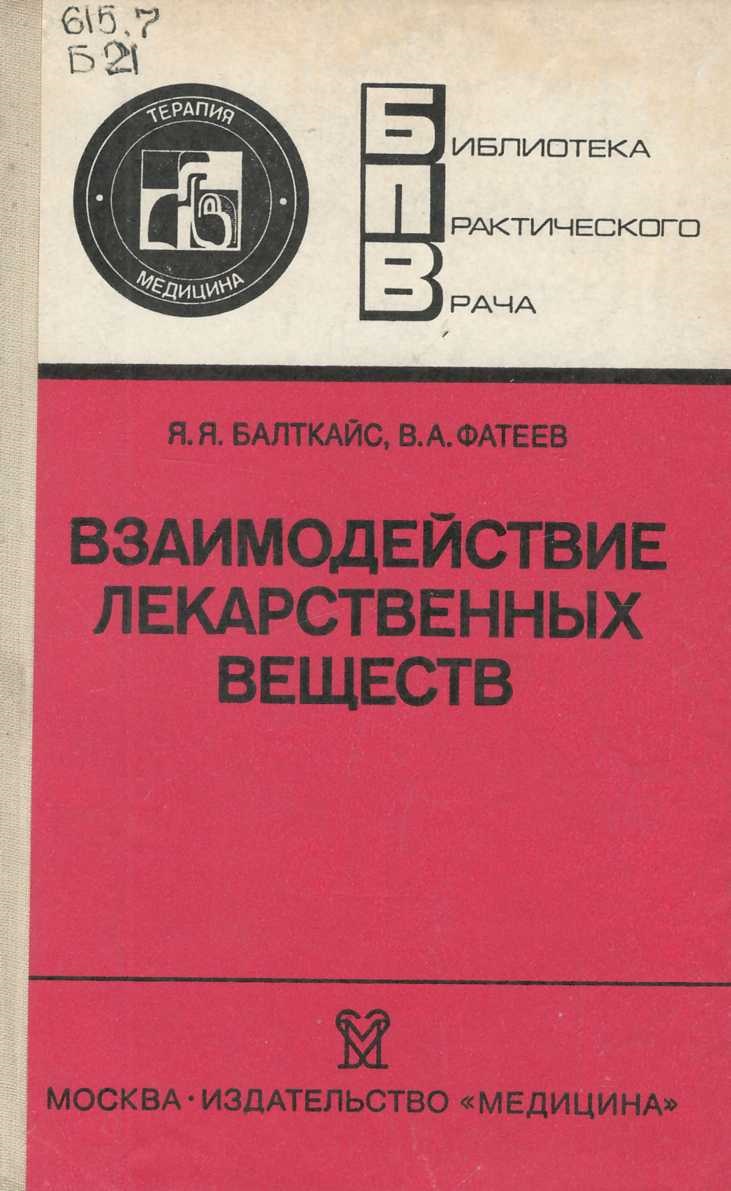 615.7
Б21
ТЕРАПИЯ
МЕДИЦИНА
БИБЛИОТЕКА
ПРАКТИЧЕСКОГО
ВРАЧА
Я.Я. БАЛТКАЙС, В.А. ФАТЕЕВ
ВЗАИМОДЕЙСТВИЕ
ЛЕКАРСТВЕННЫХ
ВЕЩЕСТВ
МОСКВА · ИЗДАТЕЛЬСТВО «МЕДИЦИНА»